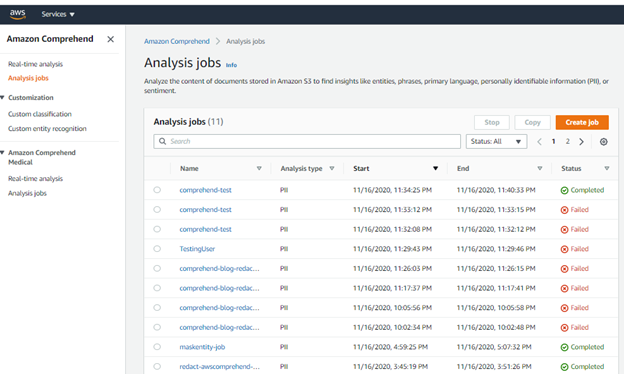 aws Services
Amazon Comprehend
Real-time analysis
Analysis jobs
Customization
Custom classification
Custom entity recognition
Amazon Comprehend
Medical
Real-time analysis
Analysis jobs
Amazon Comprehend > Analysis jobs
Analysis jobs Info
Analyze the content of documents stored in Amazon S3 to find insights like entities, phrases, primary language, personally identifiable information (PII), or
sentiment.
Analysis jobs (11) Stop Copy Create job
Search Status: All 1 2
Name Analysis type Start End Status
comprehend-test PII 11/16/2020, 11:34:25 PM 11/16/2020, 11:40:33 PM Completed
comprehend-test PII 11/16/2020, 11:33:12 PM 11/16/2020, 11:33:15 PM Failed
comprehend-test PII 11/16/2020, 11:32:08 PM 11/16/2020, 11:32:12 PM Failed
TestingUser PII 11/16/2020, 11:29:43 PM 11/16/2020, 11:29:46 PM Failed
comprehend-blog-redac... PII 11/16/2020, 11:26:03 PM 11/16/2020, 11:26:15 PM Failed
comprehend-blog-redac... PII 11/16/2020, 11:17:37 PM 11/16/2020, 11:17:41 PM Failed
comprehend-blog-redac... PII 11/16/2020, 10:05:56 PM 11/16/2020, 10:05:58 PM Failed
comprehend-blog-redac... PII 11/16/2020, 10:02:34 PM 11/16/2020, 10:02:48 PM Failed
maskentity-job PII 11/16/2020, 4:59:25 PM 11/16/2020, 5:07:32 PM Completed
redact-awscomprehend-... PII 11/16/2020, 3:45:19 PM 11/16/2020, 3:51:26 PM Completed